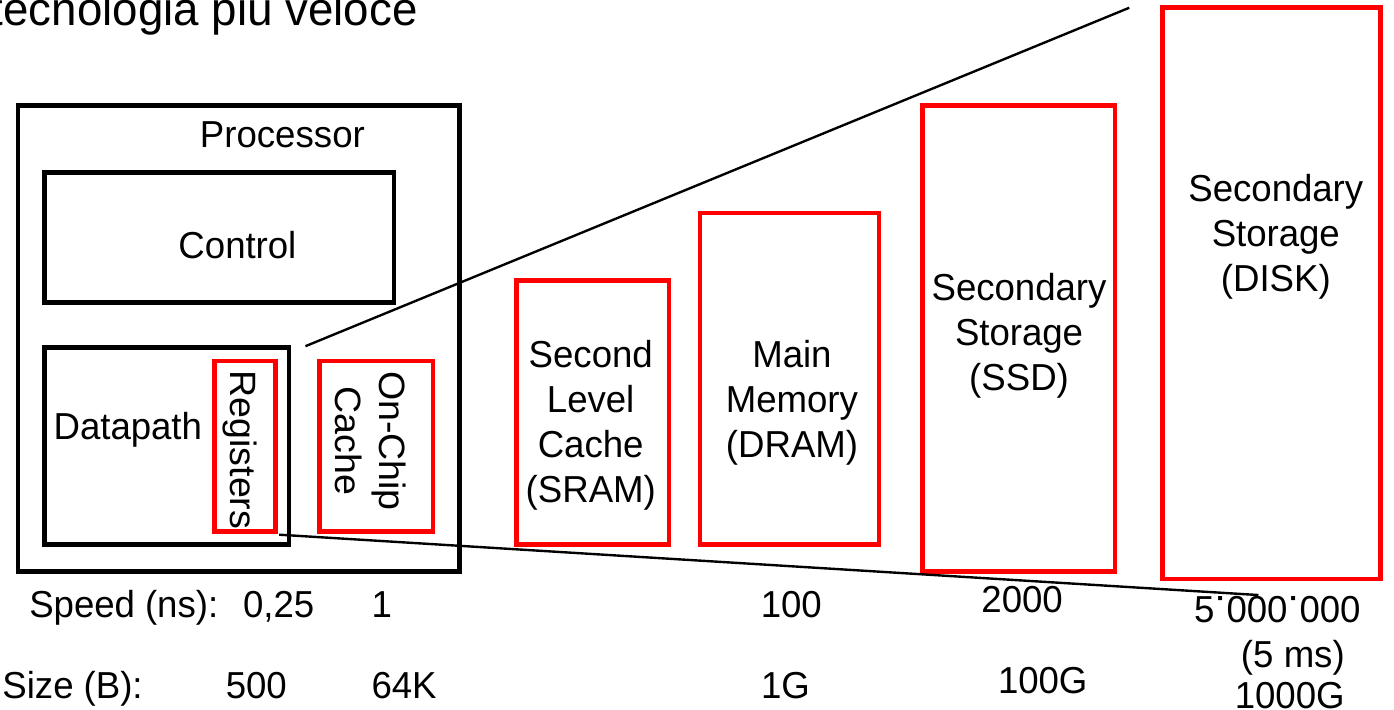 tecnologia più veloce
Processor
Control
Datapath
Registers
On-Chip
Cache
Second
Level
Cache
(SRAM)
Main
Memory
(DRAM)
Secondary
Storage
(SSD)
Secondary
Storage
(DISK)
Speed (ns): 0,25 1 100 2000 5˙000˙000
(5 ms)
Size (B): 500 64K 1G 100G 1000G